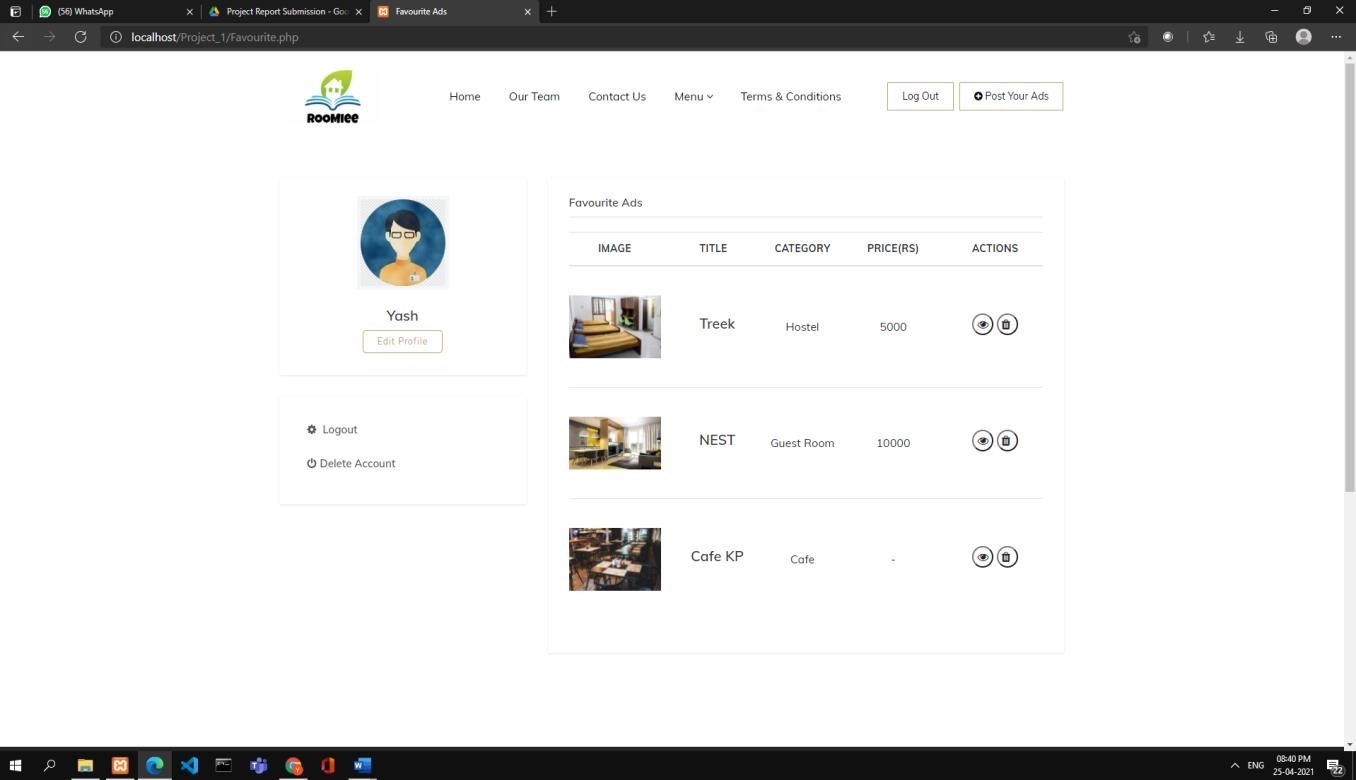 (56) WhatsApp
Project Report Submission - Goo
Favourite Ads
localhost/Project_1/Favourite.php
ROOMIEE
Home
Our Team
Contact Us
Menu
Terms & Conditions
Log Out
Post Your Ads
Yash
Edit Profile
Logout
Delete Account
Favourite Ads
IMAGE TITLE CATEGORY PRICE(RS) ACTIONS
Treek Hostel 5000
NEST Guest Room 10000
Cafe KP Cafe -
ENG
08:40 PM
25-04-2021
22